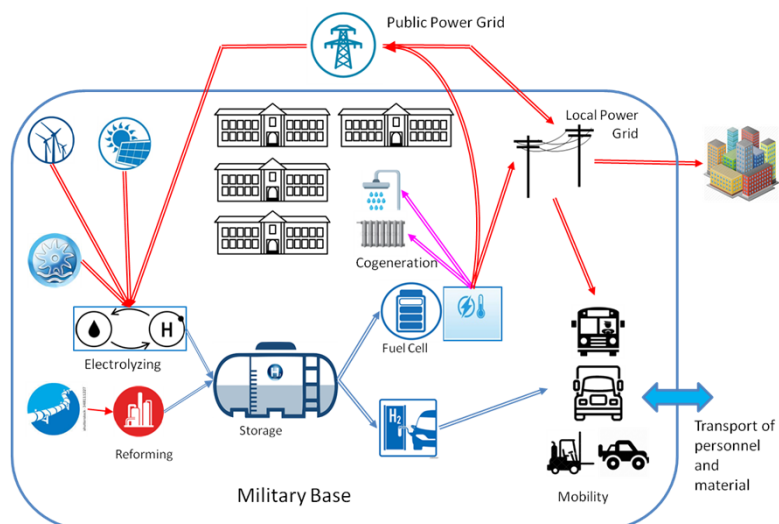 Public Power Grid
Local Power
Grid
Cogeneration
H
Electrolyzing
Fuel Cell
H
Storage
H2
Reforming
Transport of
personnel
and
material
Mobility
Military Base